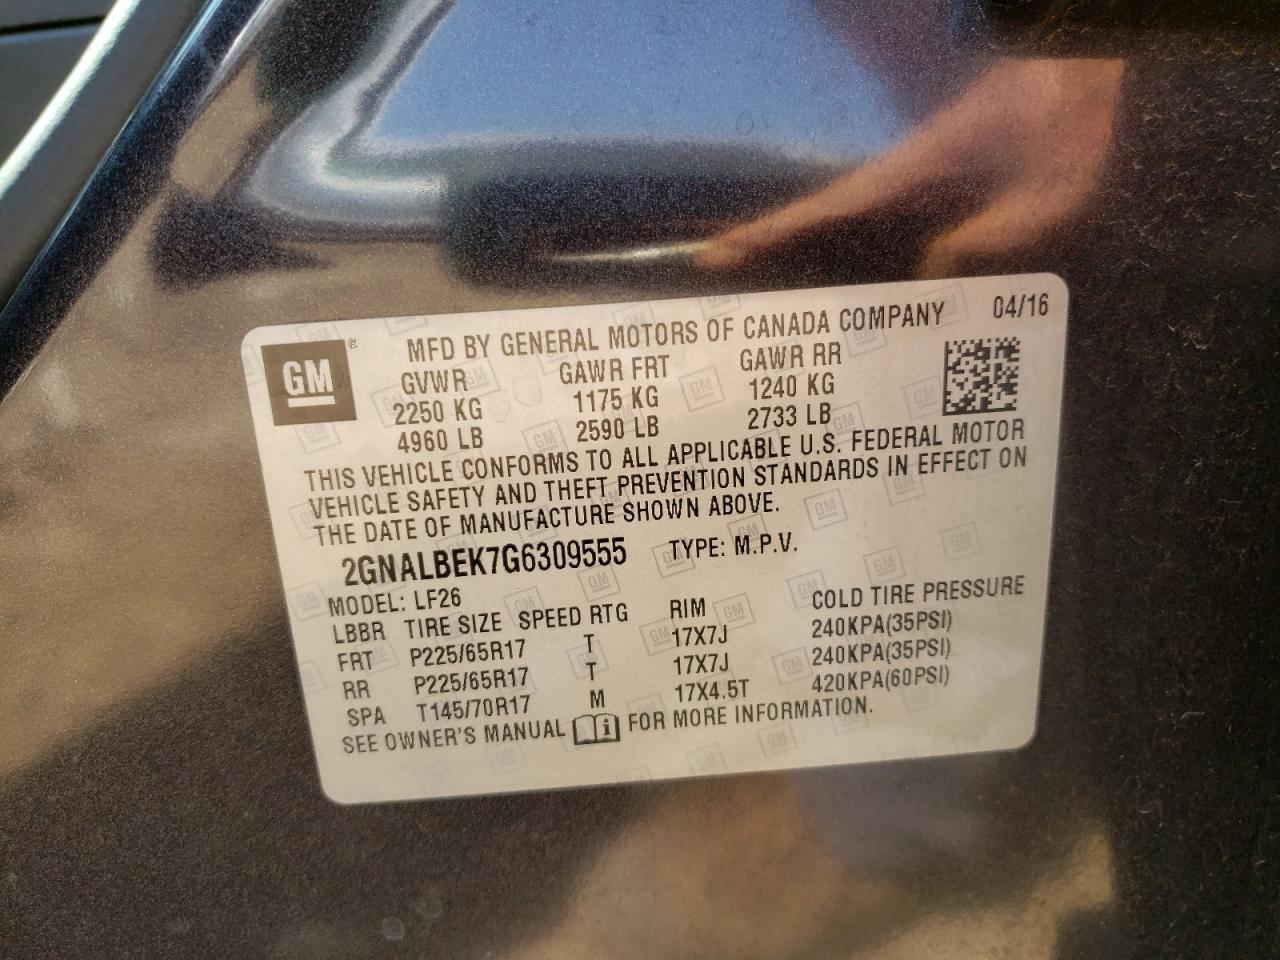 MFD BY GENERAL MOTORS OF CANADA COMPANY 04/16
GM ®
GVWR GAWR FRT GAWR RR
2250 KG 1175 KG 1240 KG
4960 LB 2590 LB 2733 LB
THIS VEHICLE CONFORMS TO ALL APPLICABLE U.S. FEDERAL MOTOR
VEHICLE SAFETY AND THEFT PREVENTION STANDARDS IN EFFECT ON
THE DATE OF MANUFACTURE SHOWN ABOVE.
2GNALBEK7G6309555 TYPE: M.P.V.
MODEL: LF26
LBBR TIRE SIZE SPEED RTG RIM COLD TIRE PRESSURE
FRT P225/65R17 T 17X7J 240KPA(35PSI)
RR P225/65R17 T 17X7J 240KPA(35PSI)
SPA T145/70R17 M 17X4.5T 420KPA(60PSI)
SEE OWNER'S MANUAL i FOR MORE INFORMATION.